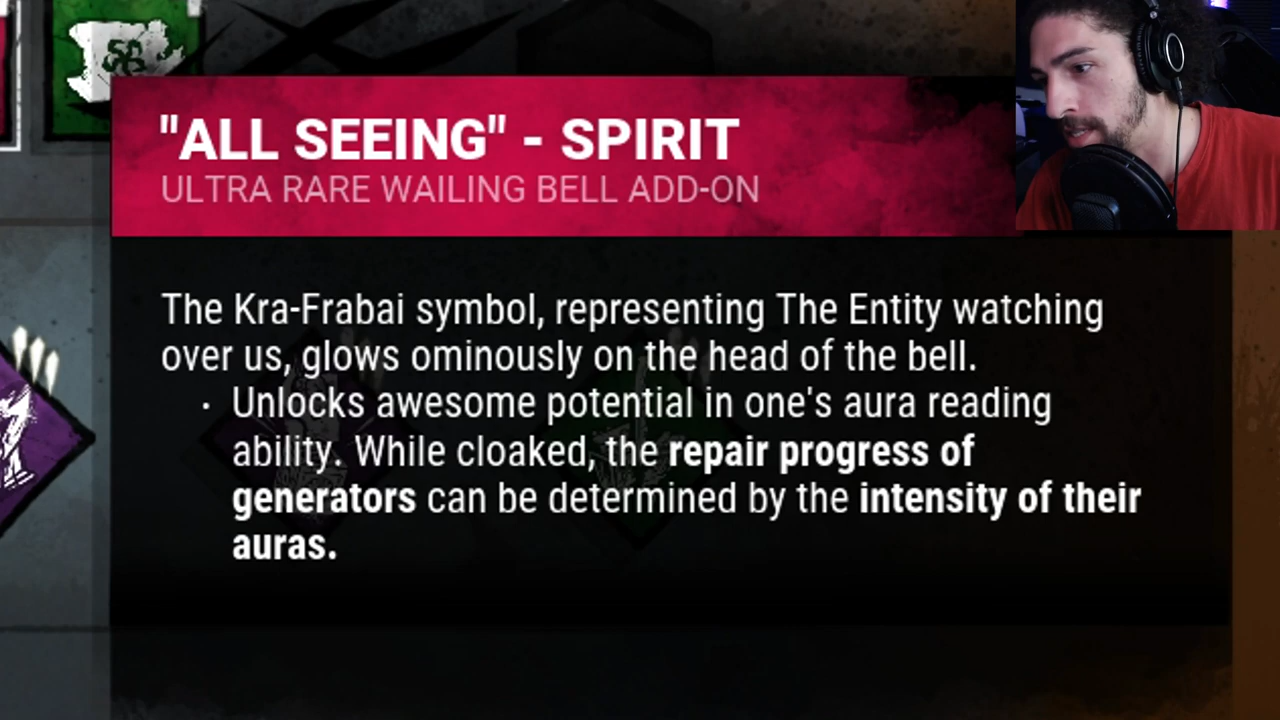 "ALL SEEING" - SPIRIT
ULTRA RARE WAILING BELL ADD-ON
The Kra-Frabai symbol, representing The Entity watching
over us, glows ominously on the head of the bell.
· Unlocks awesome potential in one's aura reading
ability. While cloaked, the repair progress of
generators can be determined by the intensity of their
auras.